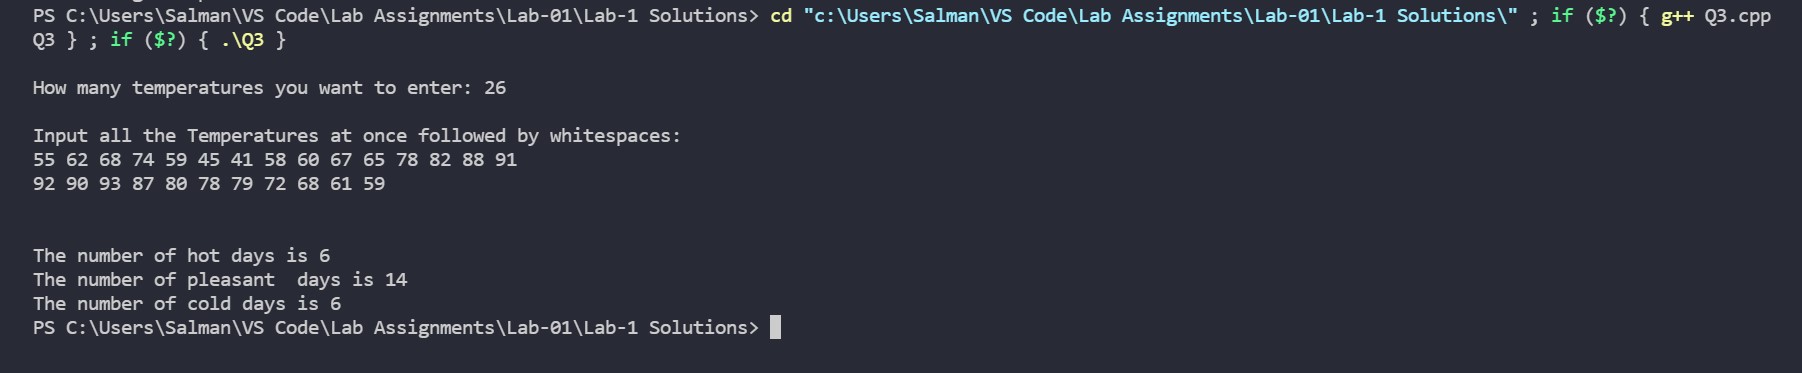 PS C:\Users\Salman\VS Code\Lab Assignments\Lab-01\Lab-1 Solutions> cd "c:\Users\Salman\VS Code\Lab Assignments\Lab-01\Lab-1 Solutions\" ; if ($?) { g++ Q3.cpp
Q3 } ; if ($?) { .\Q3 }
How many temperatures you want to enter: 26
Input all the Temperatures at once followed by whitespaces:
55 62 68 74 59 45 41 58 60 67 65 78 82 88 91
92 90 93 87 80 78 79 72 68 61 59
The number of hot days is 6
The number of pleasant  days is 14
The number of cold days is 6
PS C:\Users\Salman\VS Code\Lab Assignments\Lab-01\Lab-1 Solutions>